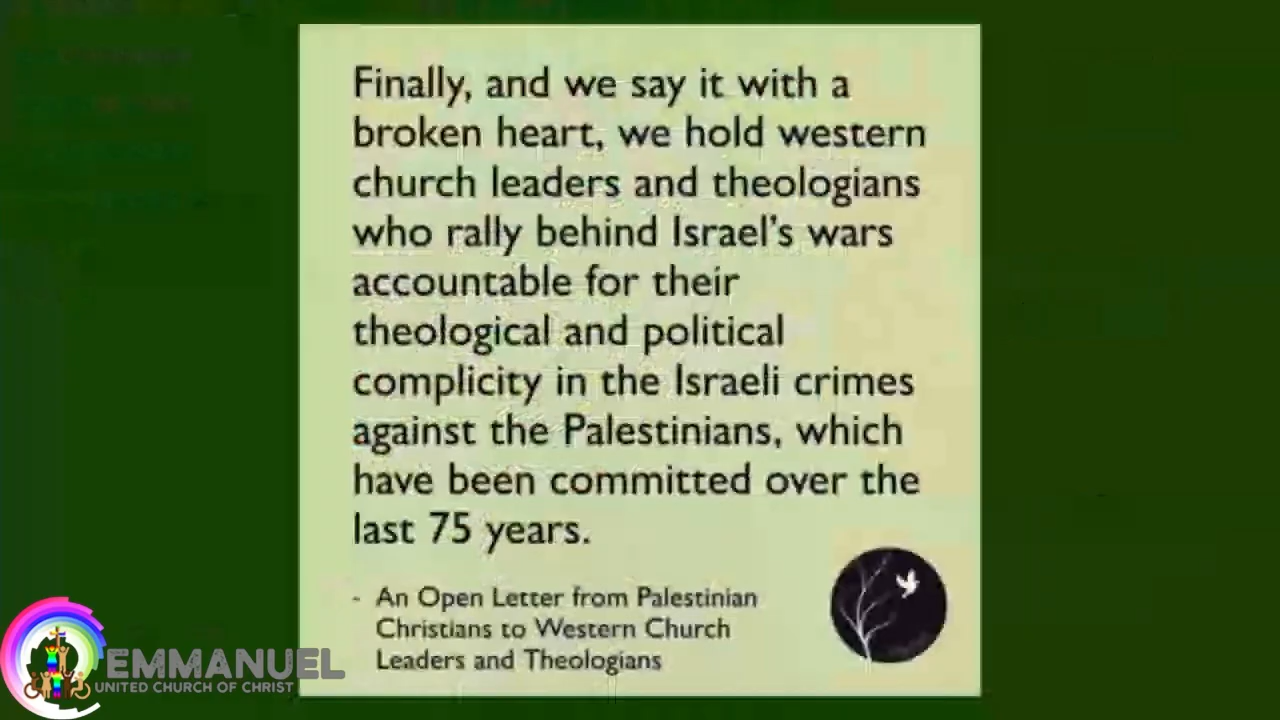 Finally, and we say it with a
broken heart, we hold western
church leaders and theologians
who rally behind Israel's wars
accountable for their
theological and political
complicity in the Israeli crimes
against the Palestinians, which
have been committed over the
last 75 years.
- An Open Letter from Palestinian
Christians to Western Church
Leaders and Theologians
EMMANUEL
UNITED CHURCH OF CHRIST